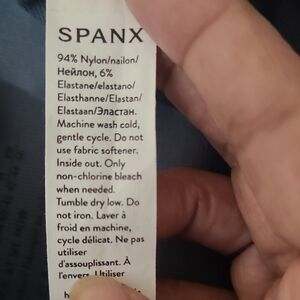 SPANX
94% Nylon/nailon/
Нейлон, 6%
Elastane/elastano/
Elasthanne/Elastan/
Elastaan/Эластан.
Machine wash cold,
gentle cycle. Do not
use fabric softener.
Inside out. Only
non-chlorine bleach
when needed.
Tumble dry low. Do
not iron. Laver à
froid en machine,
cycle délicat. Ne pas
utiliser
d'assouplissant. À
l'envers. Utiliser